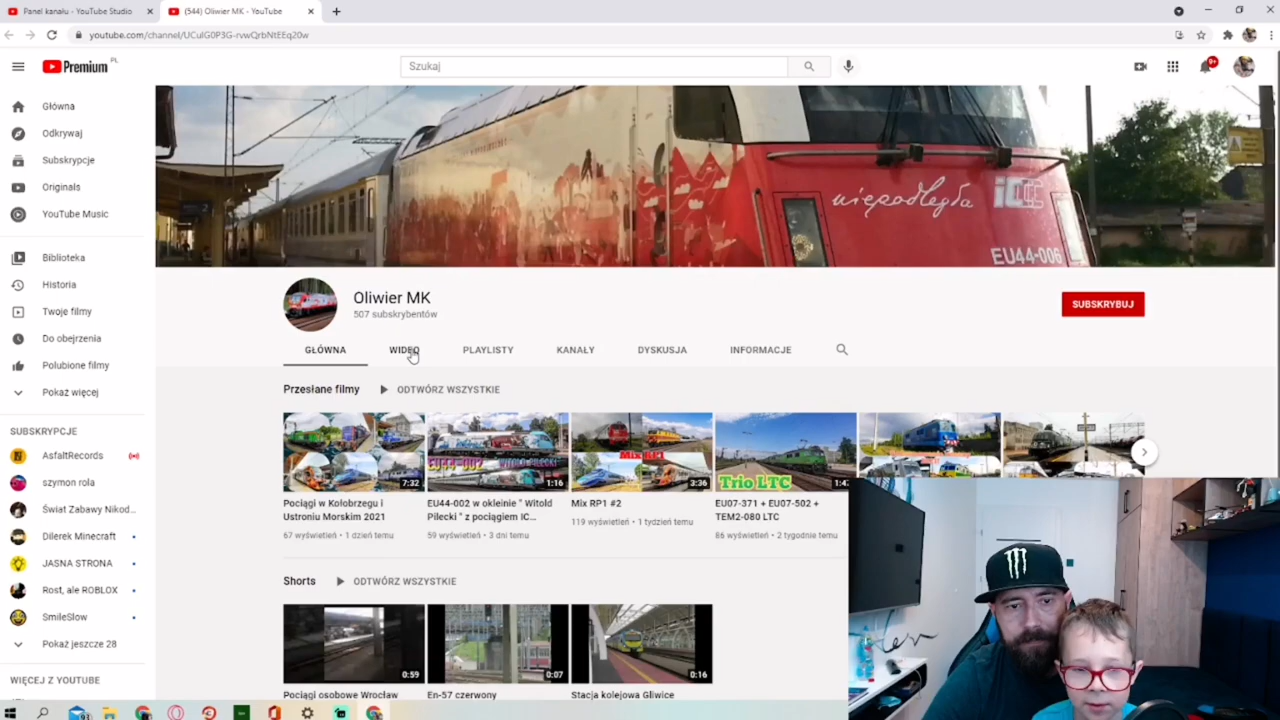 Panel kanału - YouTube Studio
(544) Oliwier MK - YouTube
youtube.com/channel/UCuIG0P3G-rvwQrbNtEEq20w
Premium PL
Szukaj
9+
Główna
Odkrywaj
Subskrypcje
Originals
YouTube Music
Biblioteka
Historia
Twoje filmy
Do obejrzenia
Polubione filmy
Pokaż więcej
SUBSKRYPCJE
AsfaltRecords
szymon rola
Świat Zabawy Nikod...
Dilerek Minecraft
JASNA STRONA
Rost, ale ROBLOX
SmileSlow
Pokaż jeszcze 28
WIĘCEJ Z YOUTUBE
niepodległa
EU44-006
Oliwier MK
507 subskrybentów
SUBSKRYBUJ
GŁÓWNA
WIDEO
PLAYLISTY
KANAŁY
DYSKUSJA
INFORMACJE
Przesłane filmy
ODTWÓRZ WSZYSTKIE
7:32
EU44-007 WITOLD PILECKI
1:16
Mix RP1
3:36
Trio LTC
1:47
Pociągi w Kołobrzegu i
Ustroniu Morskim 2021
67 wyświetleń • 1 dzień temu
EU44-002 w okleinie " Witold
Pilecki " z pociągiem IC...
59 wyświetleń • 3 dni temu
Mix RP1 #2
119 wyświetleń • 1 tydzień temu
EU07-371 + EU07-502 +
TEM2-080 LTC
86 wyświetleń • 2 tygodnie temu
Shorts
ODTWÓRZ WSZYSTKIE
0:59
0:07
0:16
Pociągi osobowe Wrocław
En-57 czerwony
Stacja kolejowa Gliwice